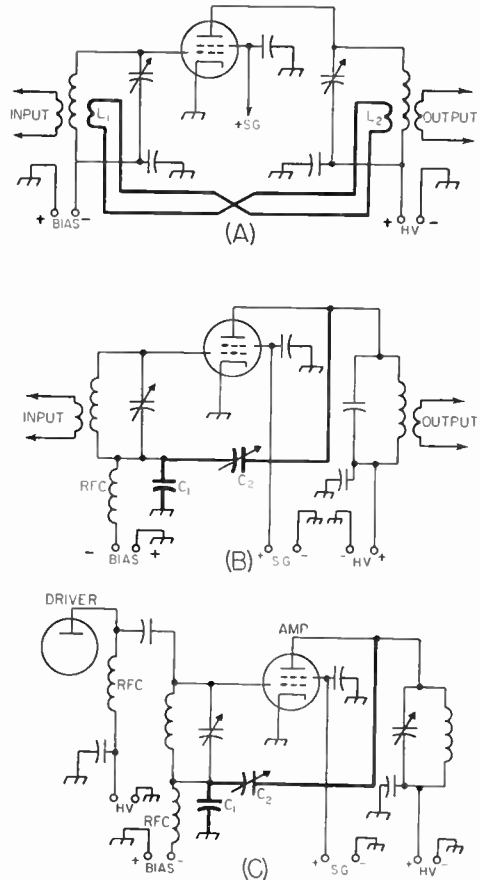 INPUT
L1
+SG
L2
OUTPUT
+ BIAS -
+ HV -
(A)
INPUT
RFC
C1
C2
OUTPUT
- BIAS +
+ SG -
- HV +
(B)
DRIVER
AMP
RFC
HV
RFC
C1
C2
+ BIAS -
+ SG -
+ HV -
(C)